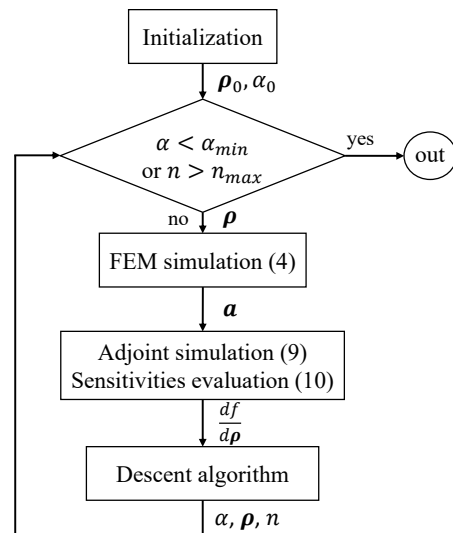 Initialization
𝝆₀, α₀
α < αₘᵢₙ
or n > nₘₐₓ
yes
out
no
𝝆
FEM simulation (4)
𝒂
Adjoint simulation (9)
Sensitivities evaluation (10)
df
d𝝆
Descent algorithm
α, 𝝆, n